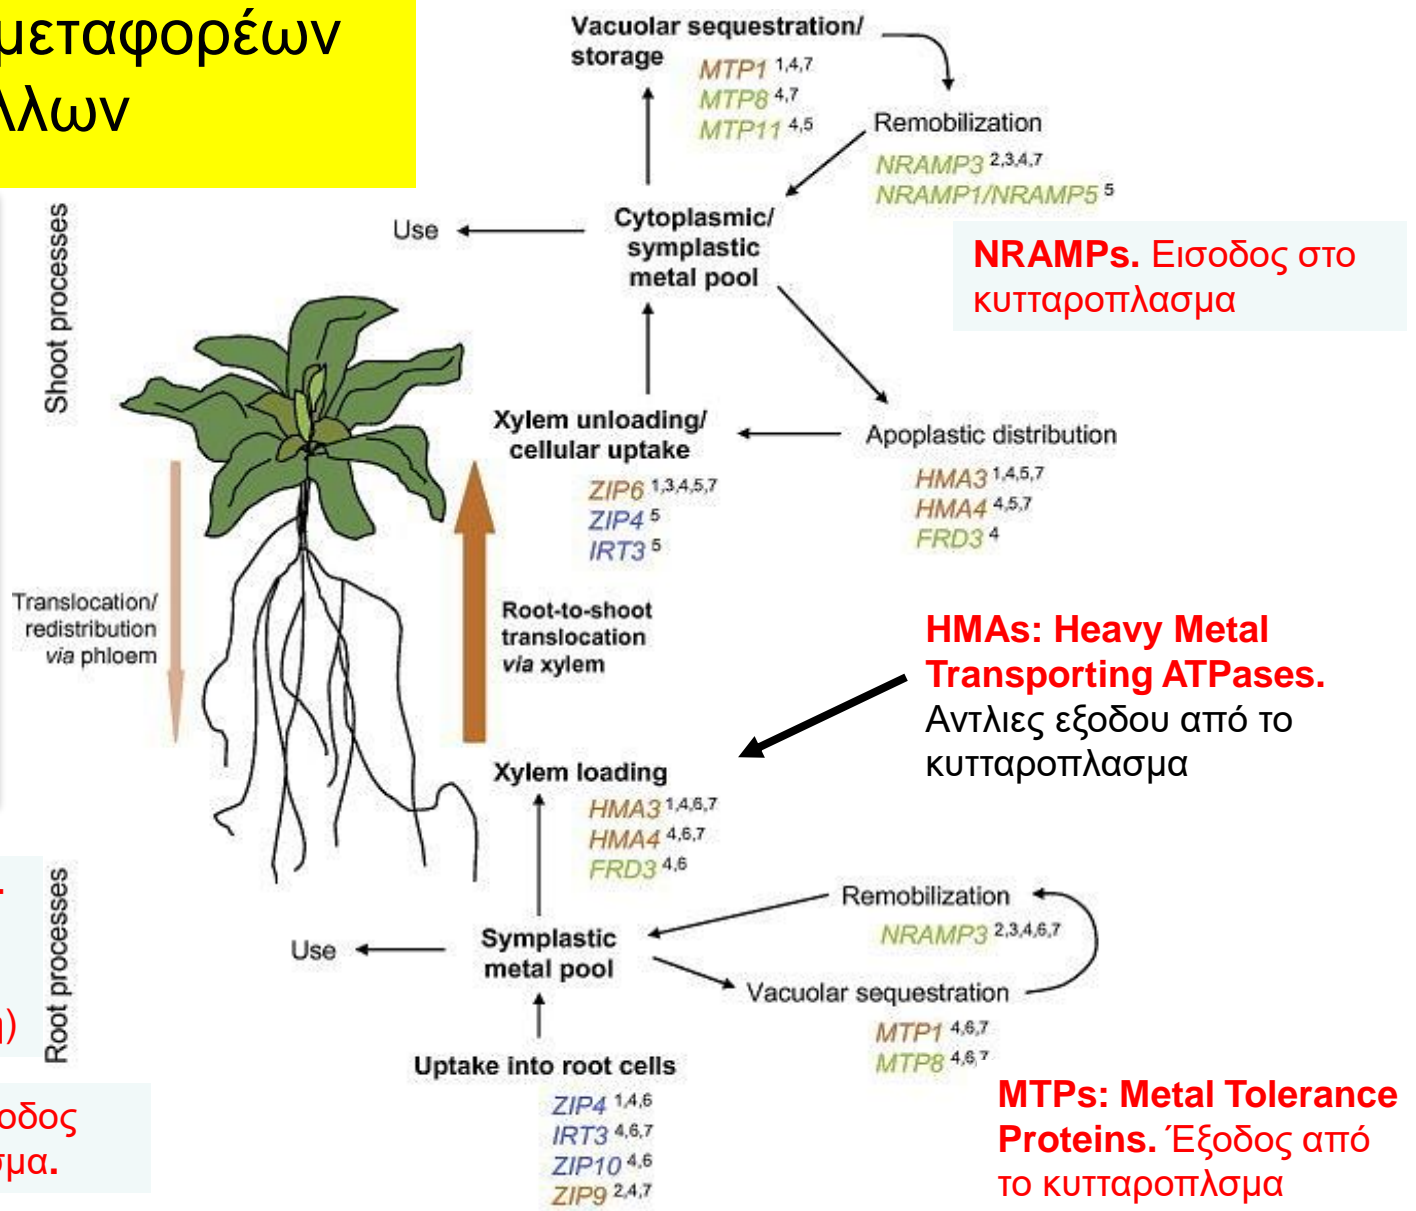 μεταφορέων
λλων
Vacuolar sequestration/
storage
MTP1 1,4,7
MTP8 4,7
MTP11 4,5
Remobilization
NRAMP3 2,3,4,7
NRAMP1/NRAMP5 5
Shoot processes
Use
Cytoplasmic/
symplastic
metal pool
NRAMPs. Εισοδος στο
κυτταροπλασμα
Xylem unloading/
cellular uptake
ZIP6 1,3,4,5,7
ZIP4 5
IRT3 5
Apoplastic distribution
HMA3 1,4,5,7
HMA4 4,5,7
FRD3 4
Translocation/
redistribution
via phloem
Root-to-shoot
translocation
via xylem
HMAs: Heavy Metal
Transporting ATPases.
Αντλιες εξοδου από το
κυτταροπλασμα
Xylem loading
HMA3 1,4,6,7
HMA4 4,6,7
FRD3 4,6
Root processes
Use
Symplastic
metal pool
Remobilization
NRAMP3 2,3,4,6,7
Vacuolar sequestration
MTP1 4,6,7
MTP8 4,6,7
Uptake into root cells
ZIP4 1,4,6
IRT3 4,6,7
ZIP10 4,6
ZIP9 2,4,7
οδος
σμα.
MTPs: Metal Tolerance
Proteins. Έξοδος από
το κυτταροπλσμα